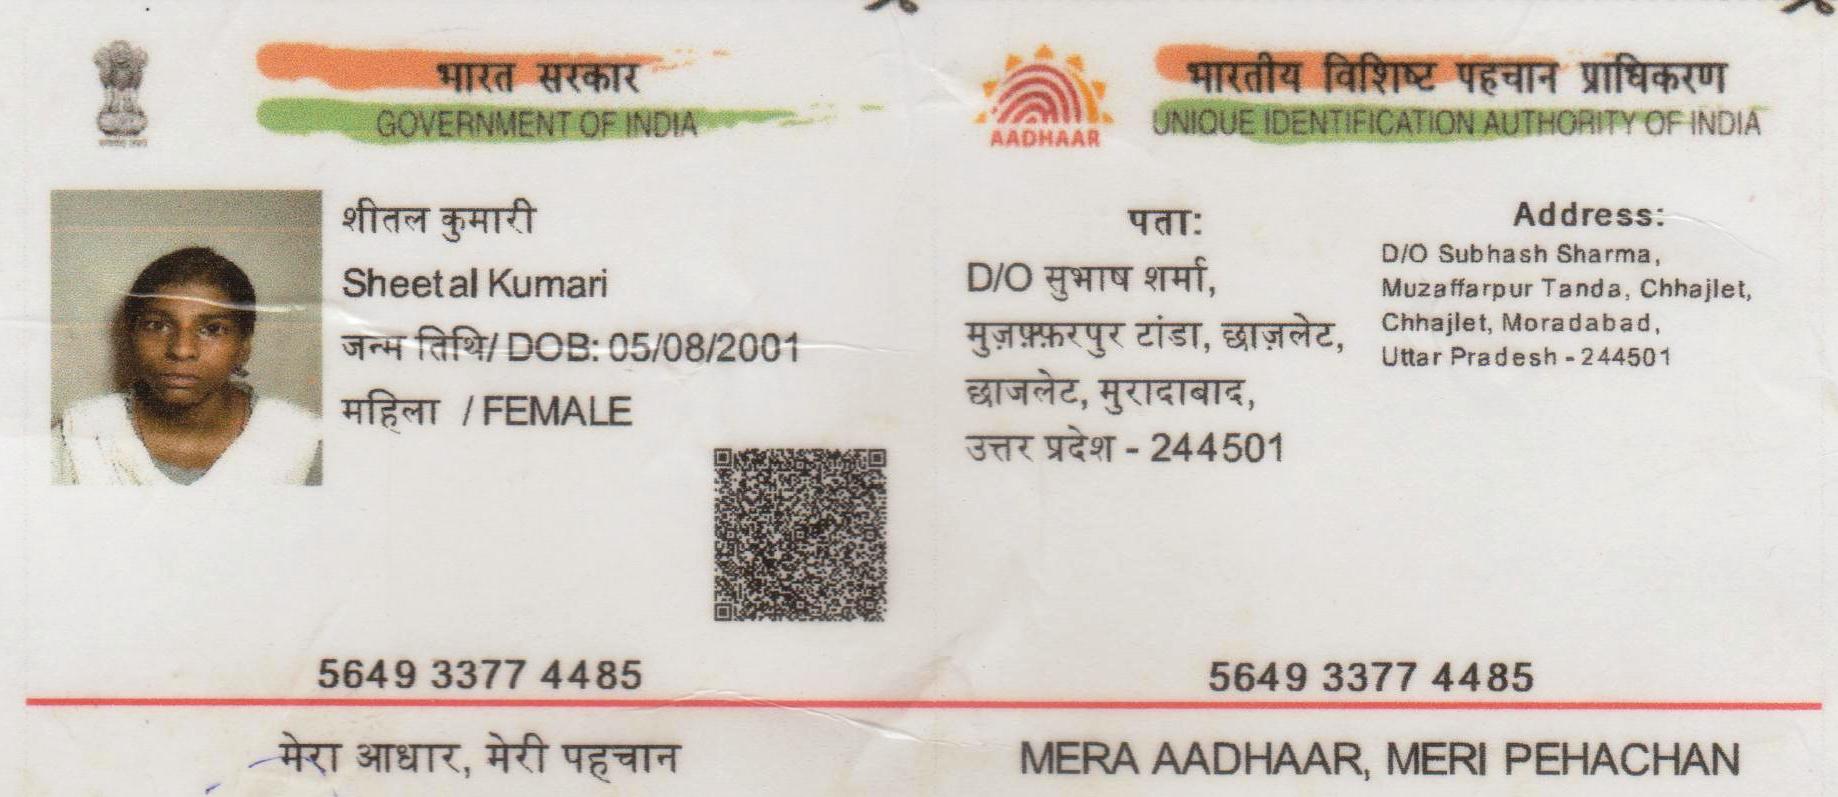 भारत सरकार
GOVERNMENT OF INDIA
शीतल कुमारी
Sheetal Kumari
जन्म तिथि/ DOB: 05/08/2001
महिला / FEMALE
5649 3377 4485
मेरा आधार, मेरी पहचान
AADHAAR
भारतीय विशिष्ट पहचान प्राधिकरण
UNIQUE IDENTIFICATION AUTHORITY OF INDIA
पता:
D/O सुभाष शर्मा,
मुज़फ़्फ़रपुर टांडा, छाज़लेट,
छाजलेट, मुरादाबाद,
उत्तर प्रदेश - 244501
Address:
D/O Subhash Sharma,
Muzaffarpur Tanda, Chhajlet,
Chhajlet, Moradabad,
Uttar Pradesh - 244501
5649 3377 4485
MERA AADHAAR, MERI PEHACHAN